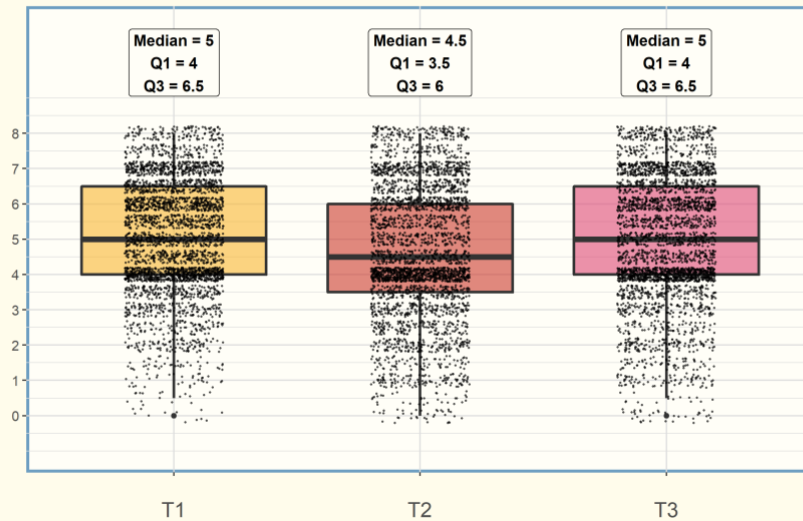 Median = 5
Q1 = 4
Q3 = 6.5
Median = 4.5
Q1 = 3.5
Q3 = 6
Median = 5
Q1 = 4
Q3 = 6.5
8
7
6
5
4
3
2
1
0
T1
T2
T3